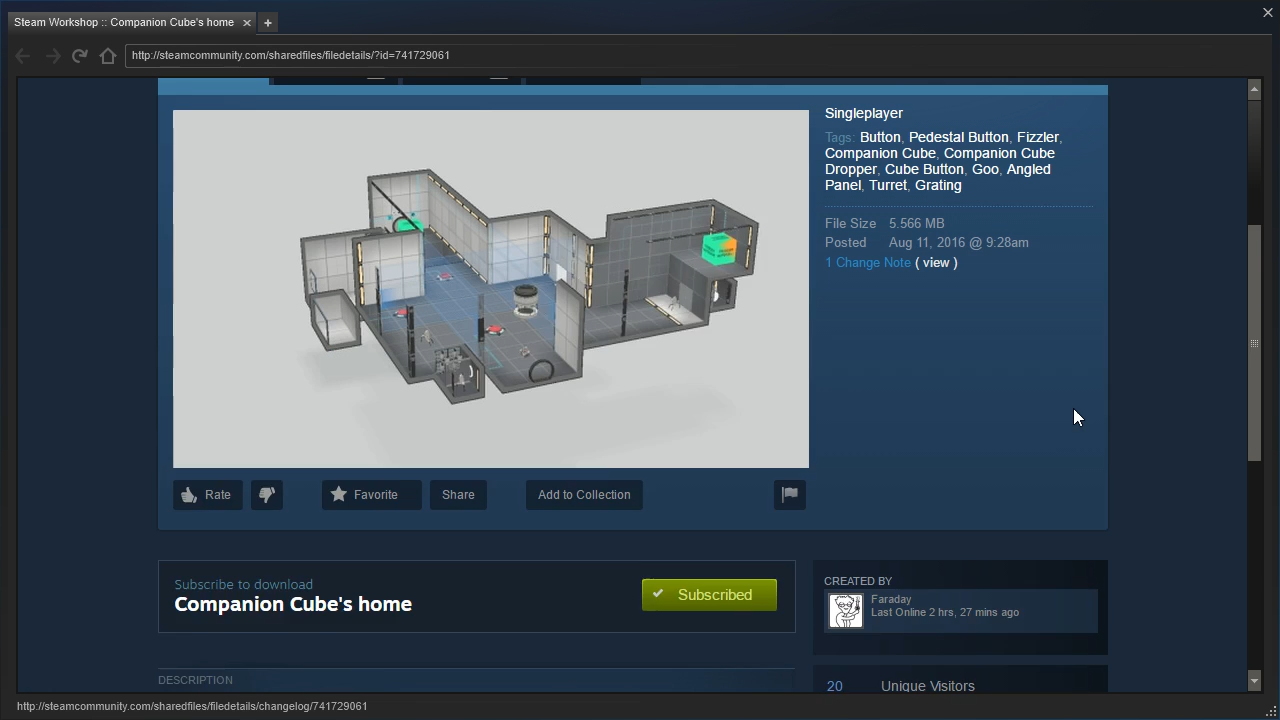 Steam Workshop :: Companion Cube's home
http://steamcommunity.com/sharedfiles/filedetails/?id=741729061
Singleplayer
Tags: Button, Pedestal Button, Fizzler,
Companion Cube, Companion Cube
Dropper, Cube Button, Goo, Angled
Panel, Turret, Grating
File Size 5.566 MB
Posted Aug 11, 2016 @ 9:28am
1 Change Note ( view )
Rate
Favorite
Share
Add to Collection
Subscribe to download
Companion Cube's home
Subscribed
CREATED BY
Faraday
Last Online 2 hrs, 27 mins ago
DESCRIPTION
20 Unique Visitors
http://steamcommunity.com/sharedfiles/filedetails/changelog/741729061